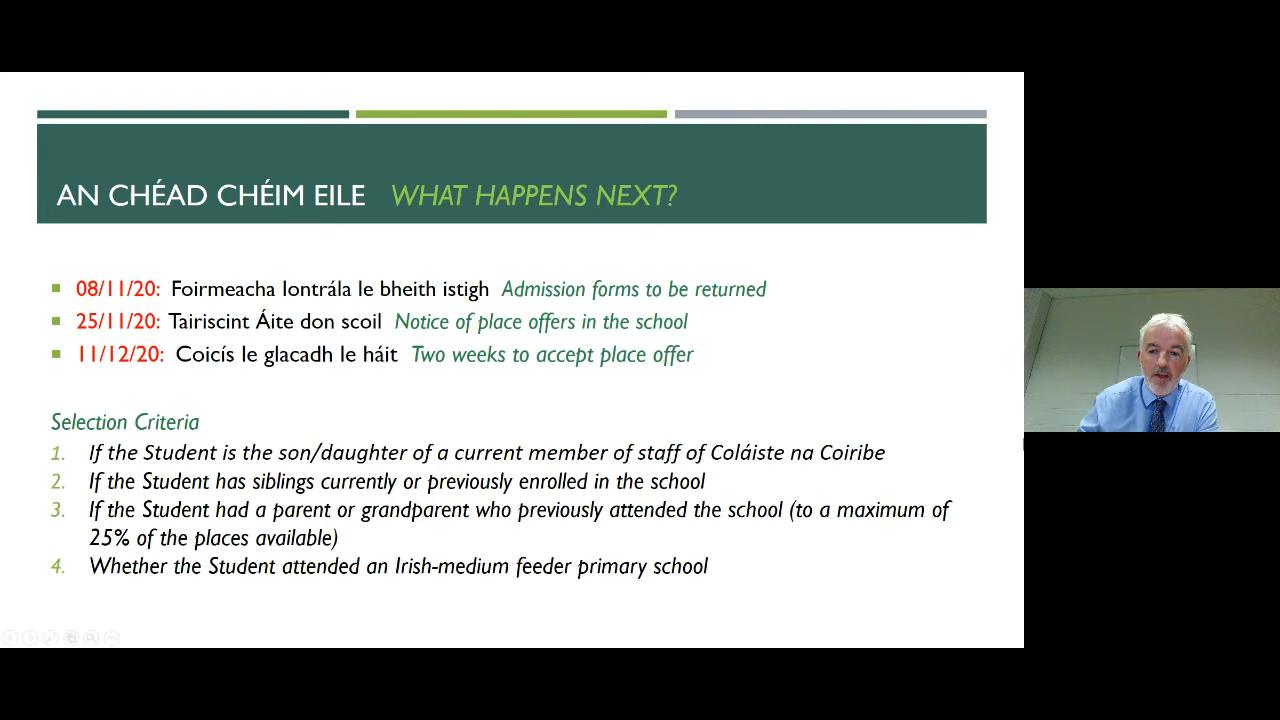 AN CHÉAD CHÉIM EILE WHAT HAPPENS NEXT?
08/11/20: Foirmeacha Iontrála le bheith istigh Admission forms to be returned
25/11/20: Tairiscint Áite don scoil Notice of place offers in the school
11/12/20: Coicís le glacadh le háit Two weeks to accept place offer
Selection Criteria
1. If the Student is the son/daughter of a current member of staff of Coláiste na Coiribe
2. If the Student has siblings currently or previously enrolled in the school
3. If the Student had a parent or grandparent who previously attended the school (to a maximum of
25% of the places available)
4. Whether the Student attended an Irish-medium feeder primary school